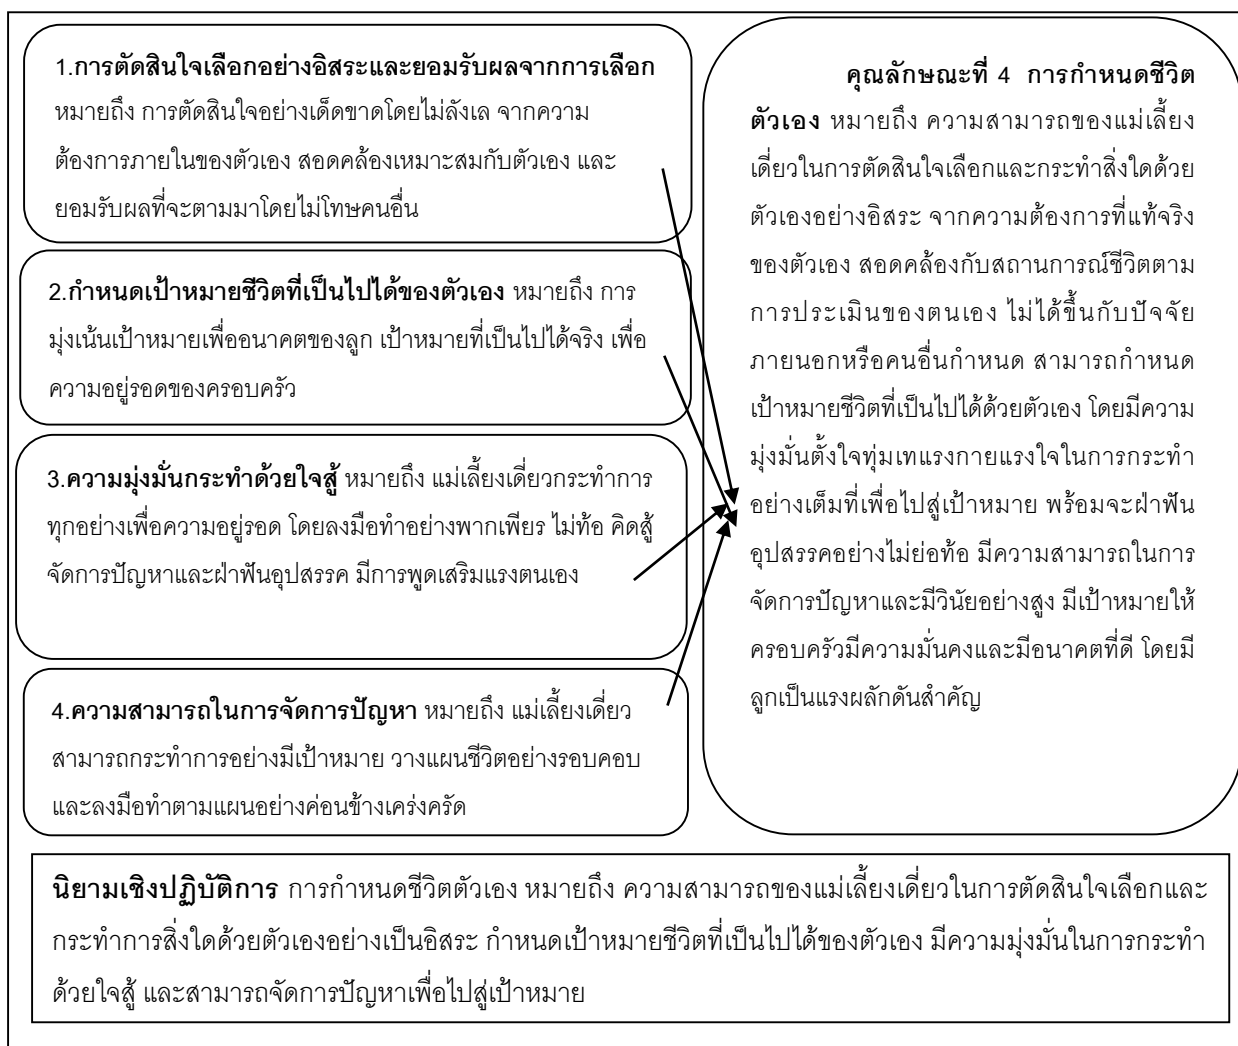 1.การตัดสินใจเลือกอย่างอิสระและยอมรับผลจากการเลือก
หมายถึง การตัดสินใจอย่างเด็ดขาดโดยไม่ลังเล จากความ
ต้องการภายในของตัวเอง สอดคล้องเหมาะสมกับตัวเอง และ
ยอมรับผลที่จะตามมาโดยไม่โทษคนอื่น
2.กำหนดเป้าหมายชีวิตที่เป็นไปได้ของตัวเอง หมายถึง การ
มุ่งเน้นเป้าหมายเพื่ออนาคตของลูก เป้าหมายที่เป็นไปได้จริง เพื่อ
ความอยู่รอดของครอบครัว
3.ความมุ่งมั่นกระทำด้วยใจสู้ หมายถึง แม่เลี้ยงเดี่ยวกระทำการ
ทุกอย่างเพื่อความอยู่รอด โดยลงมือทำอย่างพากเพียร ไม่ท้อ คิดสู้
จัดการปัญหาและฝ่าฟันอุปสรรค มีการพูดเสริมแรงตนเอง
4.ความสามารถในการจัดการปัญหา หมายถึง แม่เลี้ยงเดี่ยว
สามารถกระทำการอย่างมีเป้าหมาย วางแผนชีวิตอย่างรอบคอบ
และลงมือทำตามแผนอย่างค่อนข้างเคร่งครัด
คุณลักษณะที่ 4 การกำหนดชีวิต
ตัวเอง หมายถึง ความสามารถของแม่เลี้ยง
เดี่ยวในการตัดสินใจเลือกและกระทำสิ่งใดด้วย
ตัวเองอย่างอิสระ จากความต้องการที่แท้จริง
ของตัวเอง สอดคล้องกับสถานการณ์ชีวิตตาม
การประเมินของตนเอง ไม่ได้ขึ้นกับปัจจัย
ภายนอกหรือคนอื่นกำหนด สามารถกำหนด
เป้าหมายชีวิตที่เป็นไปได้ด้วยตัวเอง โดยมีความ
มุ่งมั่นตั้งใจทุ่มเทแรงกายแรงใจในการกระทำ
อย่างเต็มที่เพื่อไปสู่เป้าหมาย พร้อมจะฝ่าฟัน
อุปสรรคอย่างไม่ย่อท้อ มีความสามารถในการ
จัดการปัญหาและมีวินัยอย่างสูง มีเป้าหมายให้
ครอบครัวมีความมั่นคงและมีอนาคตที่ดี โดยมี
ลูกเป็นแรงผลักดันสำคัญ
นิยามเชิงปฏิบัติการ การกำหนดชีวิตตัวเอง หมายถึง ความสามารถของแม่เลี้ยงเดี่ยวในการตัดสินใจเลือกและ
กระทำการสิ่งใดด้วยตัวเองอย่างเป็นอิสระ กำหนดเป้าหมายชีวิตที่เป็นไปได้ของตัวเอง มีความมุ่งมั่นในการกระทำ
ด้วยใจสู้ และสามารถจัดการปัญหาเพื่อไปสู่เป้าหมาย